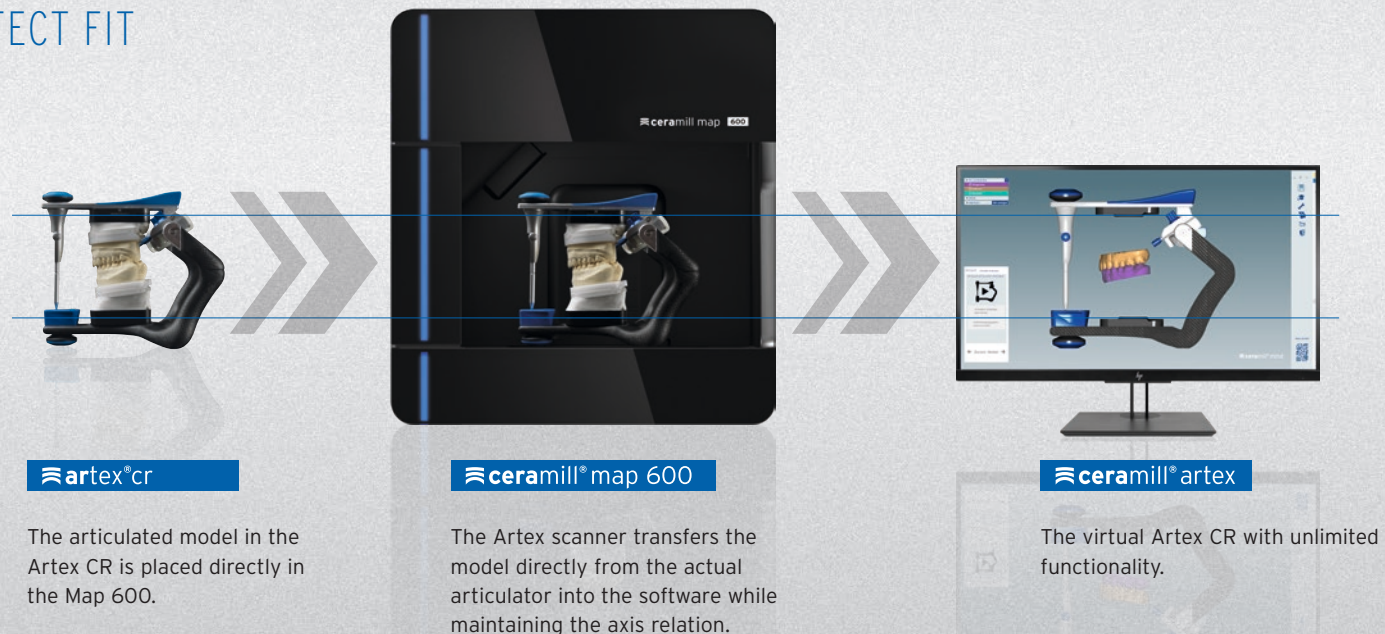 TECT FIT
ceramill map 600
artex®cr
The articulated model in the
Artex CR is placed directly in
the Map 600.
ceramill® map 600
The Artex scanner transfers the
model directly from the actual
articulator into the software while
maintaining the axis relation.
hp
ceramill® artex
The virtual Artex CR with unlimited
functionality.